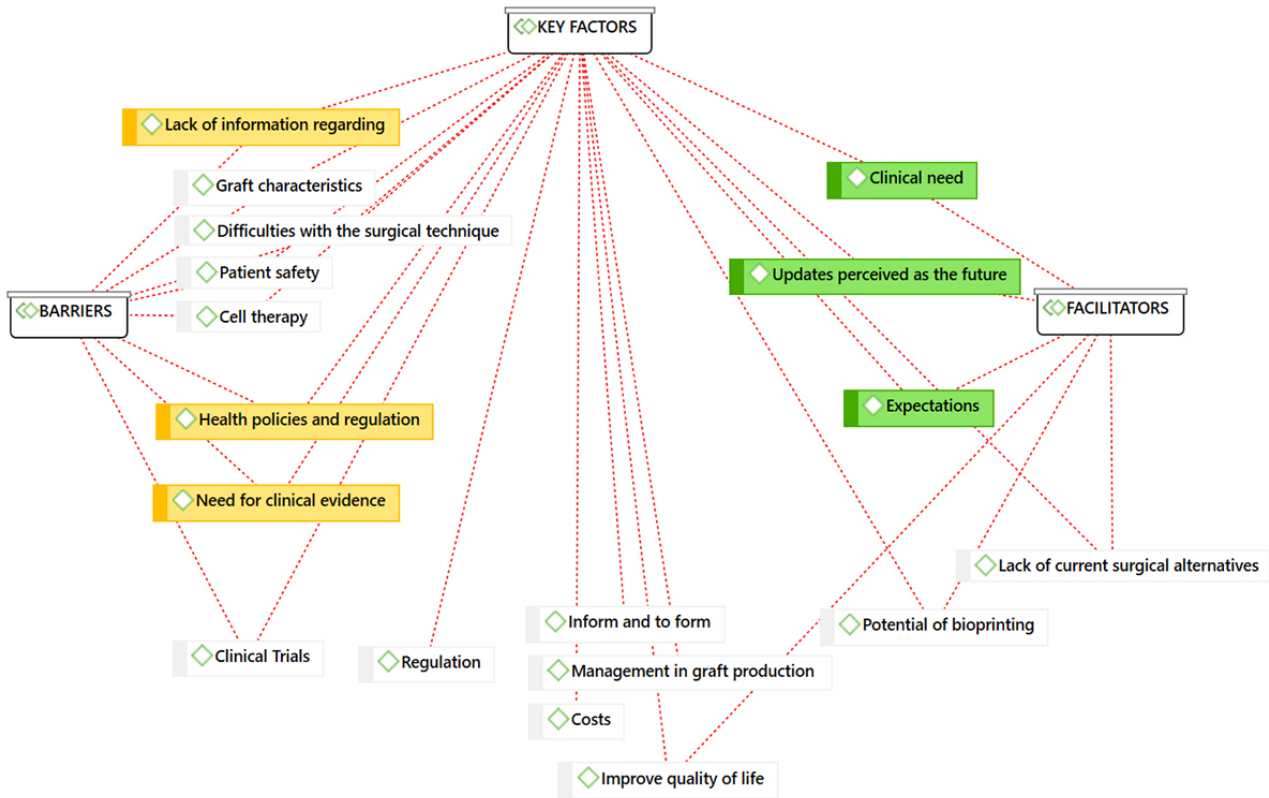 KEY FACTORS
Lack of information regarding
Clinical need
Graft characteristics
Difficulties with the surgical technique
Patient safety
Updates perceived as the future
BARRIERS
Cell therapy
FACILITATORS
Health policies and regulation
Expectations
Need for clinical evidence
Lack of current surgical alternatives
Inform and to form
Potential of bioprinting
Clinical Trials
Regulation
Management in graft production
Costs
Improve quality of life